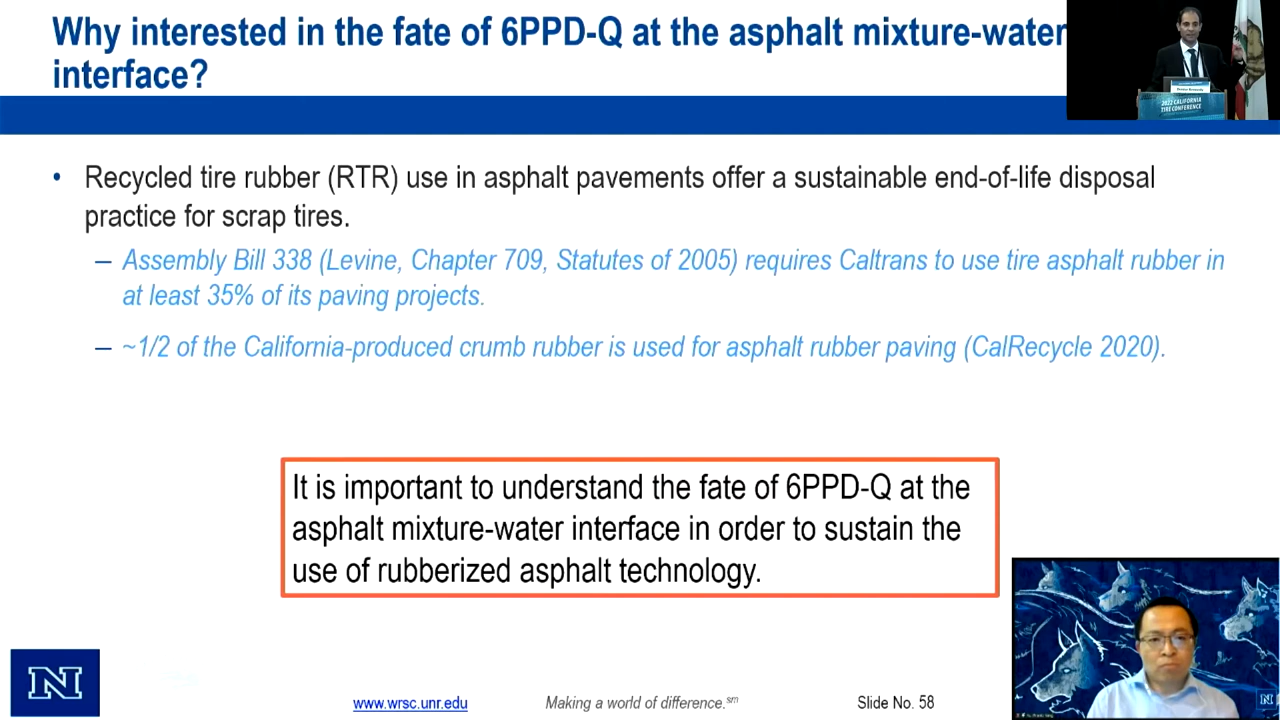 Why interested in the fate of 6PPD-Q at the asphalt mixture-water
interface?
2022 CALIFORNIA
TIRE CONFERENCE
• Recycled tire rubber (RTR) use in asphalt pavements offer a sustainable end-of-life disposal
practice for scrap tires.
– Assembly Bill 338 (Levine, Chapter 709, Statutes of 2005) requires Caltrans to use tire asphalt rubber in
at least 35% of its paving projects.
– ~1/2 of the California-produced crumb rubber is used for asphalt rubber paving (CalRecycle 2020).
It is important to understand the fate of 6PPD-Q at the
asphalt mixture-water interface in order to sustain the
use of rubberized asphalt technology.
N
www.wrsc.unr.edu
Making a world of difference.℠
Slide No. 58
N